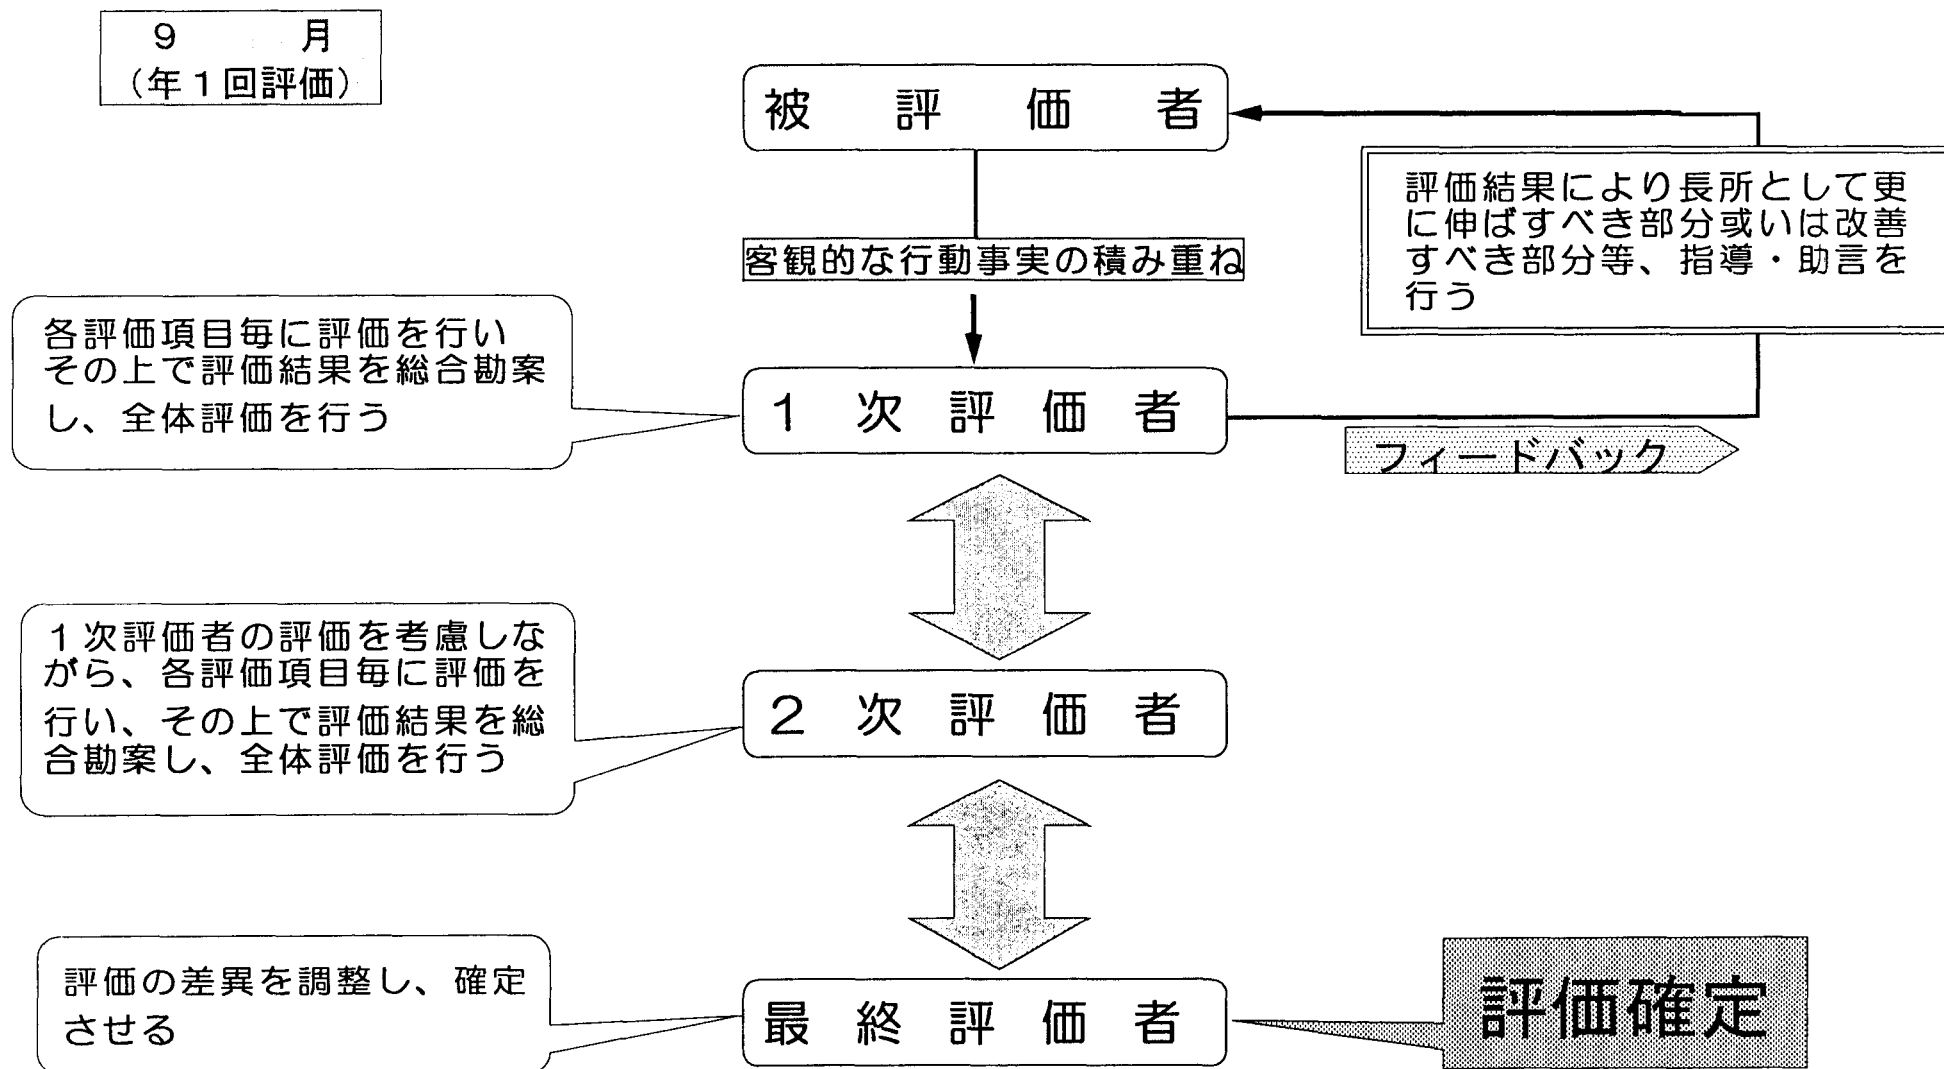 9 月
(年1回評価)
被 評 価 者
評価結果により長所として更
に伸ばすべき部分或いは改善
すべき部分等、指導・助言を
行う
客観的な行動事実の積み重ね
各評価項目毎に評価を行い
その上で評価結果を総合勘案
し、全体評価を行う
1 次 評 価 者
フィードバック
1次評価者の評価を考慮しな
がら、各評価項目毎に評価を
行い、その上で評価結果を総
合勘案し、全体評価を行う
2 次 評 価 者
評価の差異を調整し、確定
させる
最 終 評 価 者
評価確定